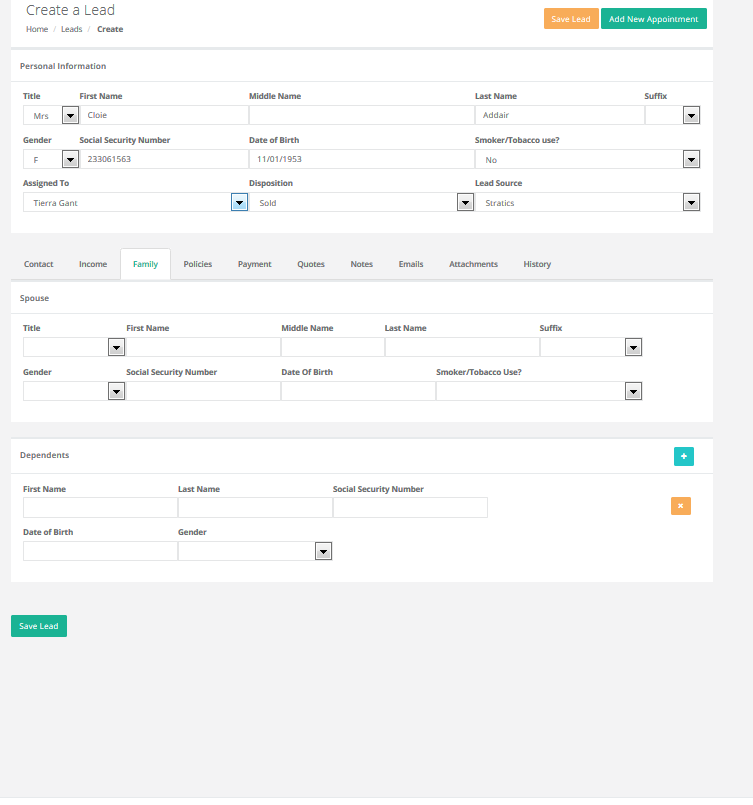 Create a Lead
Home / Leads / Create
Save Lead
Add New Appointment
Personal Information
Title First Name Middle Name Last Name Suffix
Mrs Cloie Addair
Gender Social Security Number Date of Birth Smoker/Tobacco use?
F 233061563 11/01/1953 No
Assigned To Disposition Lead Source
Tierra Gant Sold Stratics
Contact Income Family Policies Payment Quotes Notes Emails Attachments History
Spouse
Title First Name Middle Name Last Name Suffix
Gender Social Security Number Date Of Birth Smoker/Tobacco Use?
Dependents
+
First Name Last Name Social Security Number
×
Date of Birth Gender
Save Lead